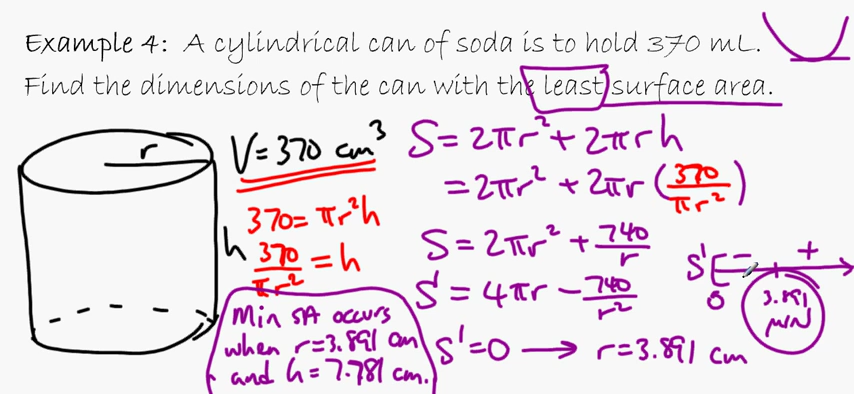 Example 4: A cylindrical can of soda is to hold 370 mL.
Find the dimensions of the can with the least surface area.
r
h
V = 370 cm³
370 = πr²h
370/πr² = h
Min SA occurs
when r = 3.891 cm
and h = 7.781 cm.
S = 2πr² + 2πrh
= 2πr² + 2πr (370/πr²)
S = 2πr² + 740/r
S' = 4πr - 740/r²
S' = 0 → r = 3.891 cm
S' [ - +
0 3.891
MIN